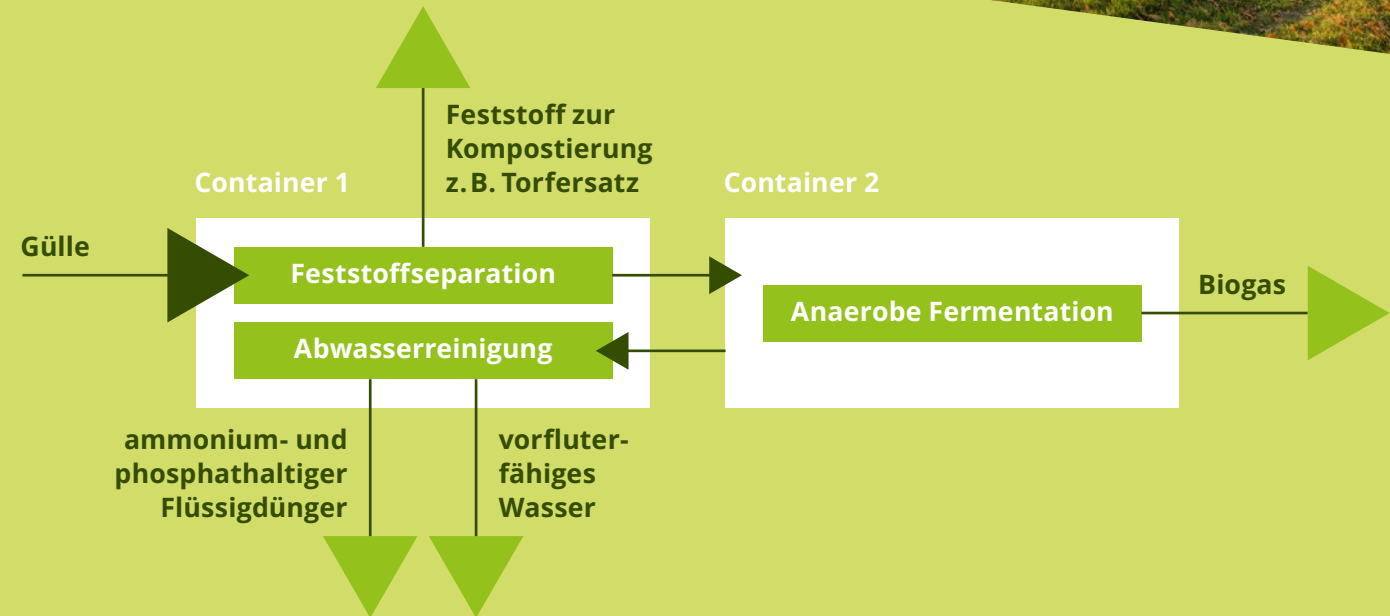 Feststoff zur
Kompostierung
z. B. Torfersatz
Container 1
Container 2
Gülle
Feststoffseparation
Anaerobe Fermentation
Biogas
Abwasserreinigung
ammonium- und
phosphathaltiger
Flüssigdünger
vorfluter-
fähiges
Wasser